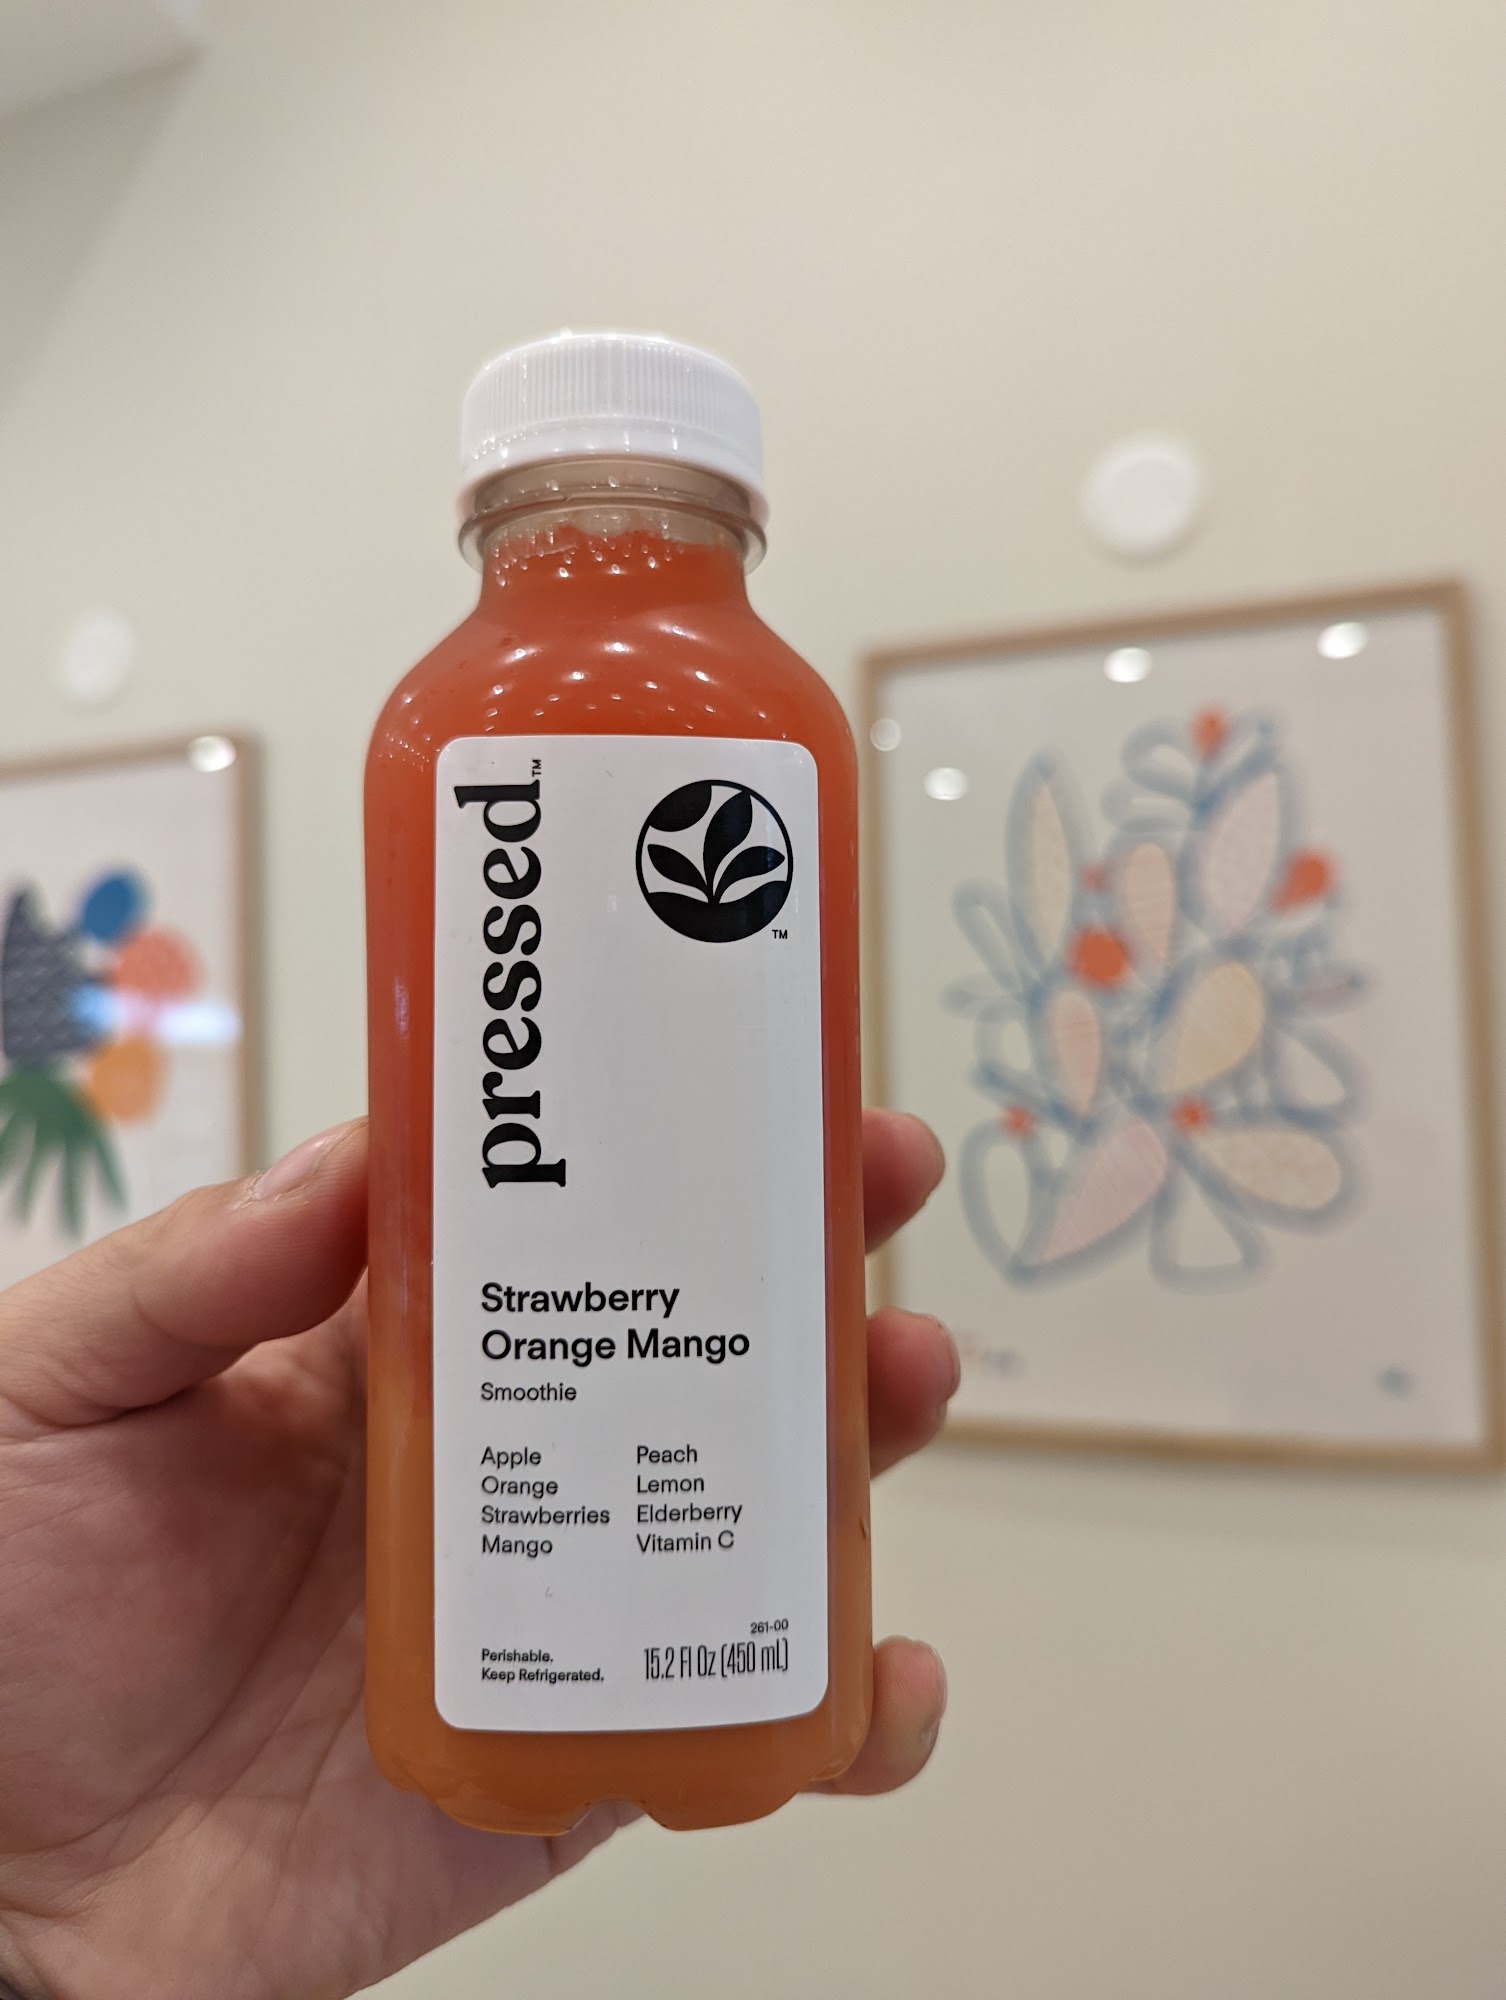 pressed™
™
Strawberry
Orange Mango
Smoothie
Apple
Orange
Strawberries
Mango
Peach
Lemon
Elderberry
Vitamin C
261-00
Perishable.
Keep Refrigerated.
15.2 Fl Oz (450 mL)